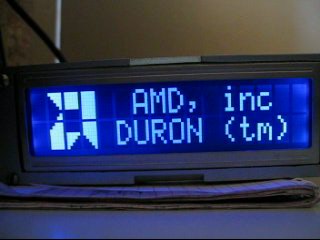 AMD, inc
DURON (tm)